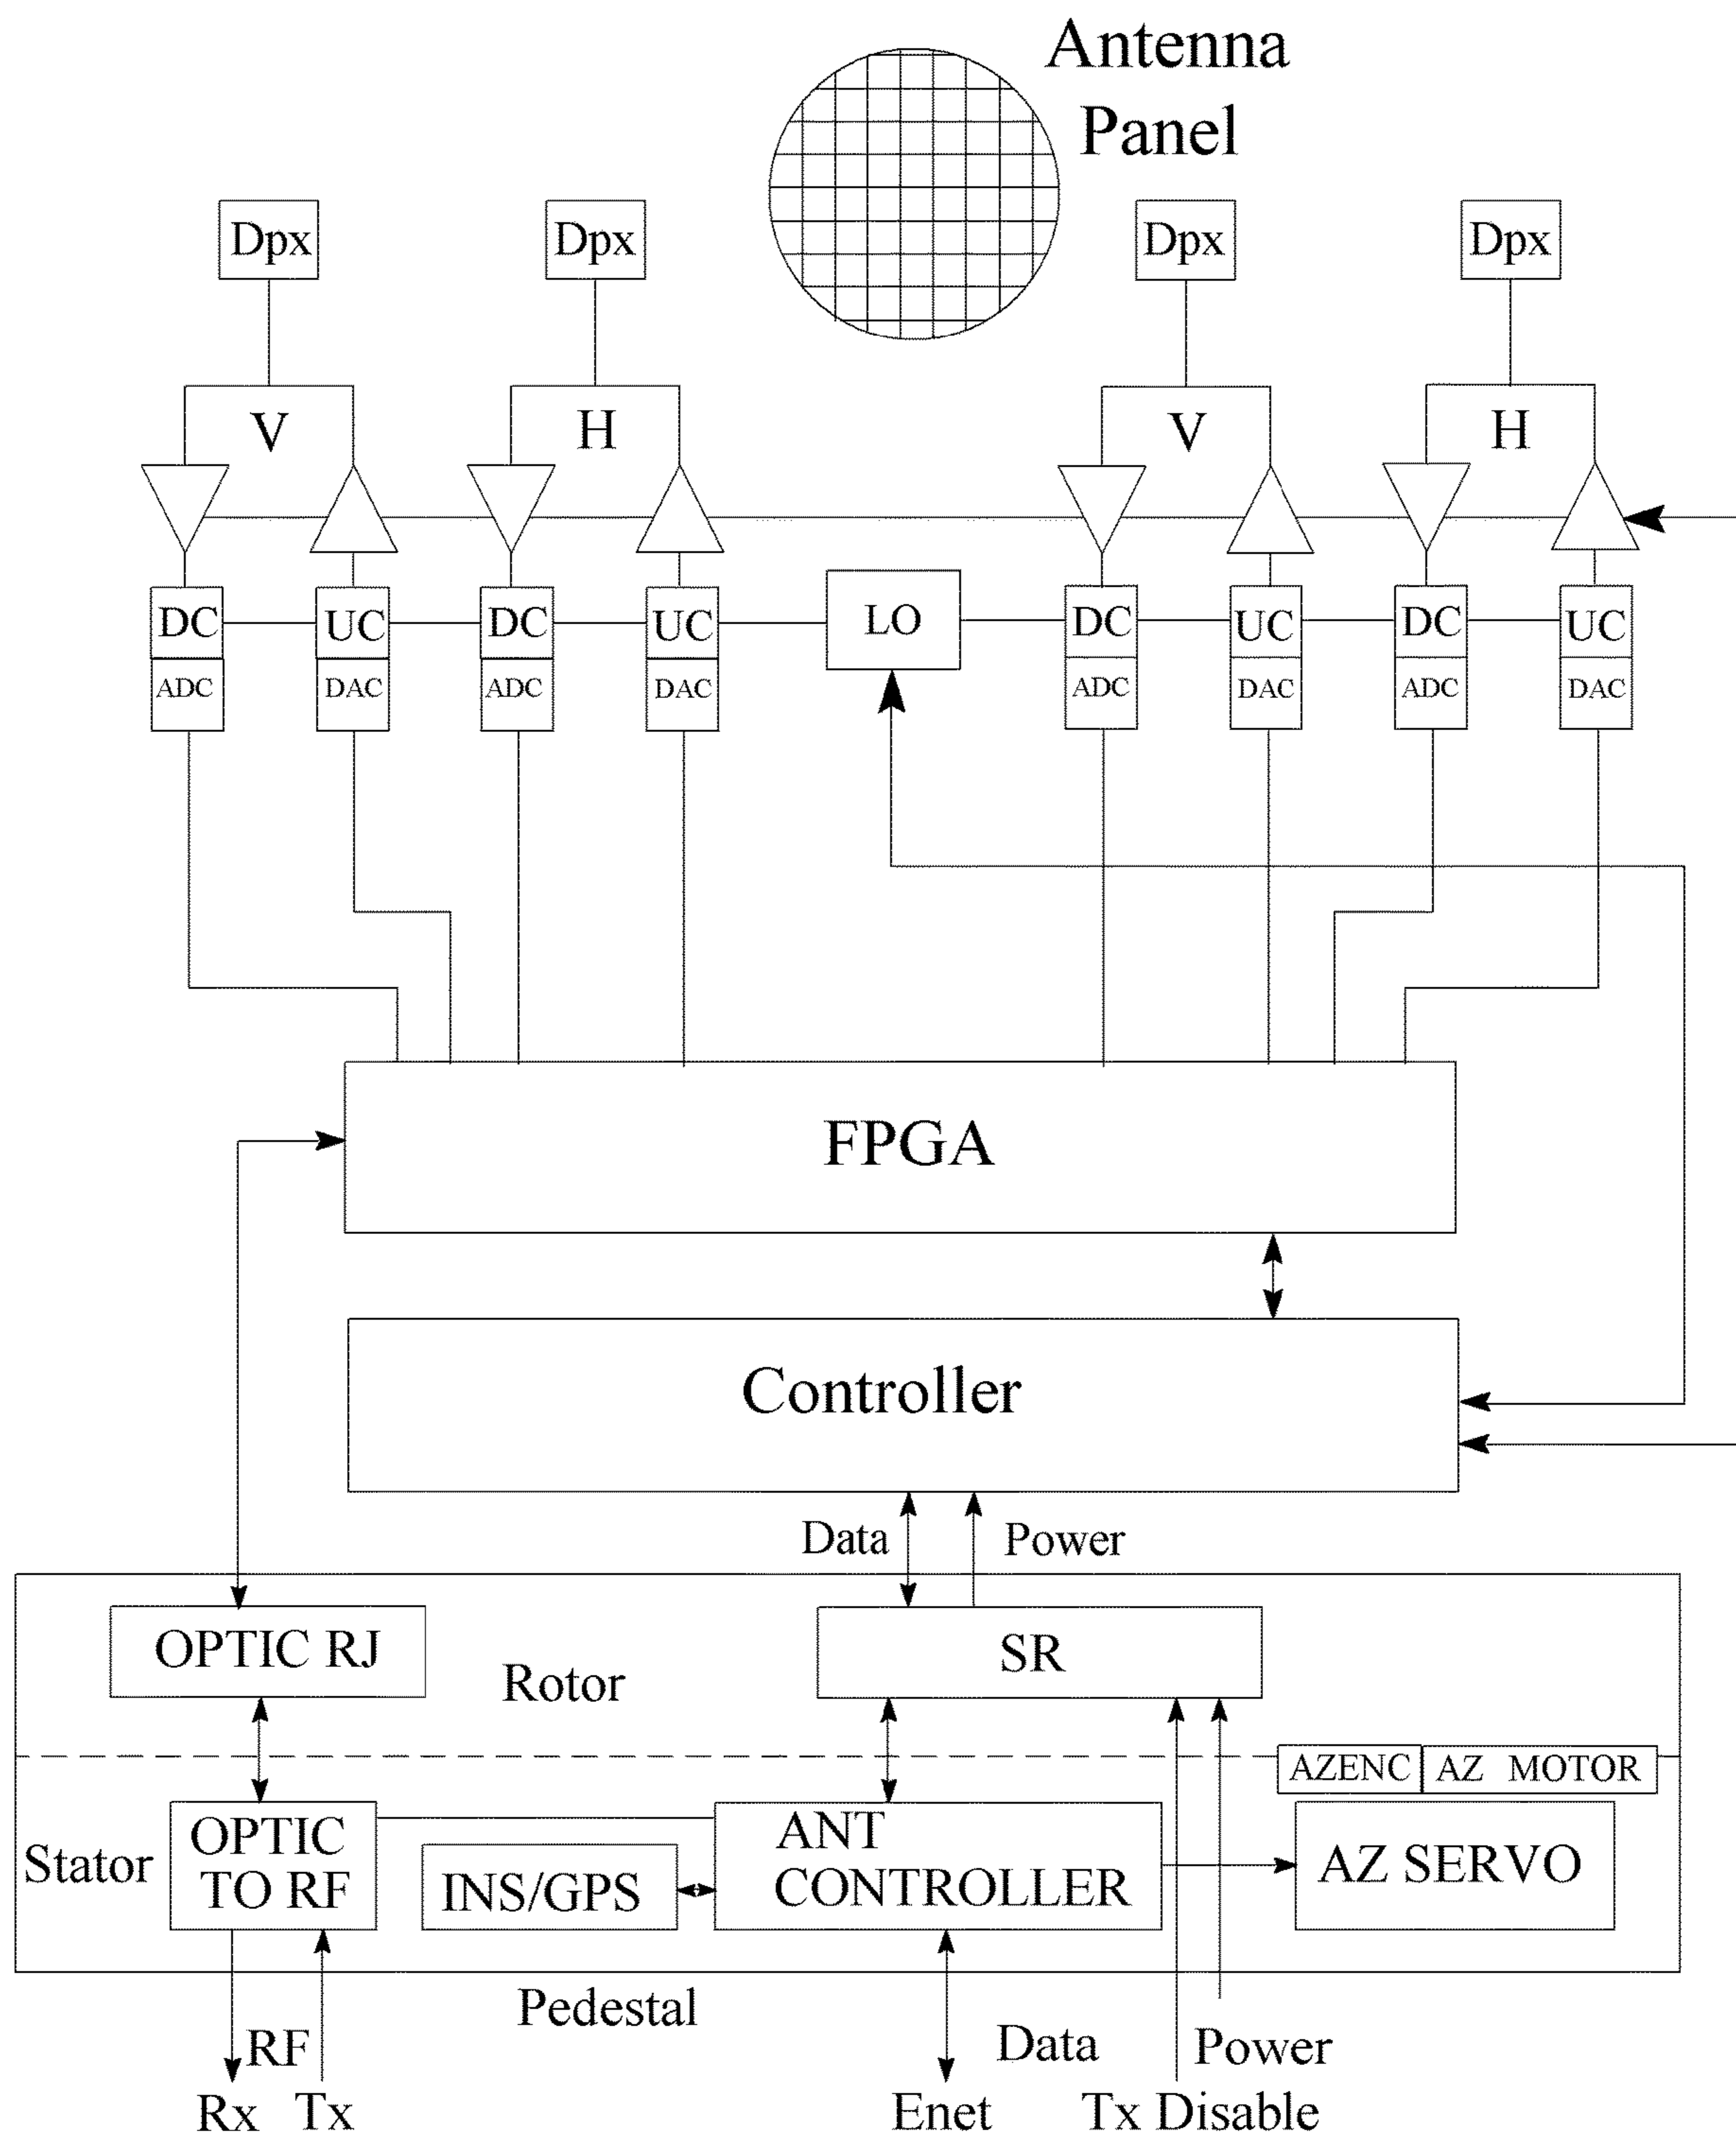 Antenna
Panel
Dpx Dpx Dpx Dpx
V H V H
DC UC DC UC LO DC UC DC UC
ADC DAC ADC DAC ADC DAC ADC DAC
FPGA
Controller
Data Power
OPTIC RJ SR
Rotor
AZENC AZ MOTOR
Stator
OPTIC
TO RF
INS/GPS
ANT
CONTROLLER
AZ SERVO
Pedestal
RF Data Power
Rx Tx Enet Tx Disable